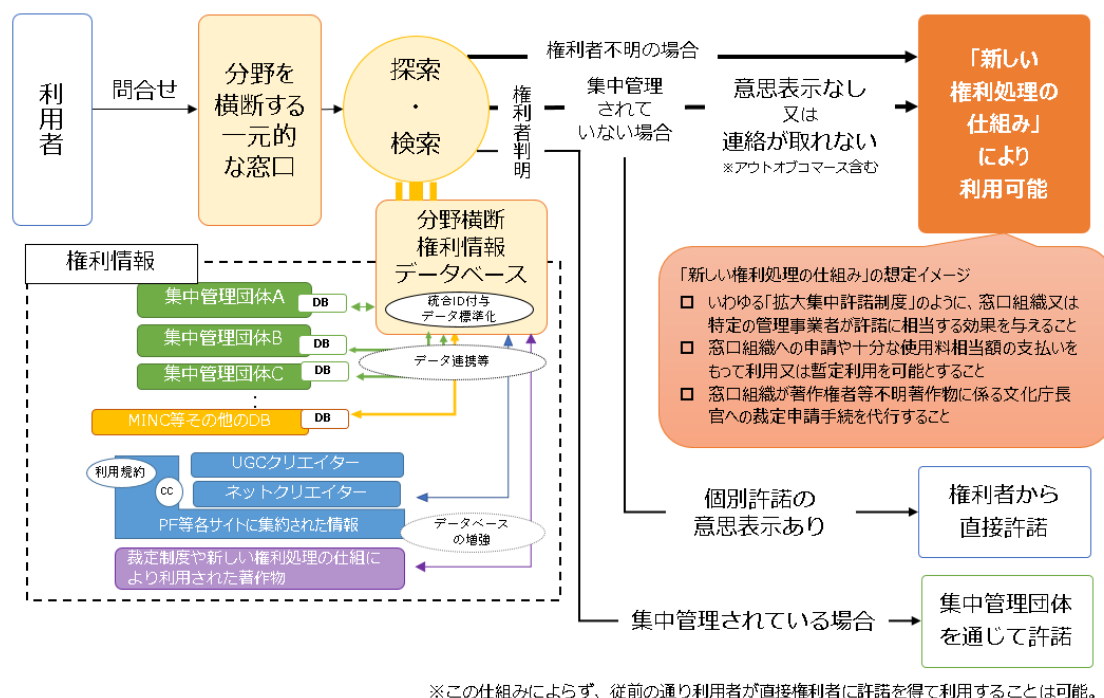 利用者
問合せ
分野を
横断する
一元的
な窓口
探索
・
検索
権利者不明の場合
権利者判明
集中管理
されて
いない場合
意思表示なし
又は
連絡が取れない
※アウトオブコマース含む
「新しい
権利処理の
仕組み」
により
利用可能
「新しい権利処理の仕組み」の想定イメージ
□ いわゆる「拡大集中許諾制度」のように、窓口組織又は
特定の管理事業者が許諾に相当する効果を与えること
□ 窓口組織への申請や十分な使用料相当額の支払いを
もって利用又は暫定利用を可能とすること
□ 窓口組織が著作権者等不明著作物に係る文化庁長
官への裁定申請手続を代行すること
分野横断
権利情報
データベース
統合ID付与
データ標準化
権利情報
集中管理団体A
DB
集中管理団体B
DB
集中管理団体C
DB
データ連携等
：
MINC等その他のDB
DB
利用規約
CC
UGCクリエイター
ネットクリエイター
PF等各サイトに集約された情報
データベース
の増強
裁定制度や新しい権利処理の仕組に
より利用された著作物
個別許諾の
意思表示あり
権利者から
直接許諾
集中管理されている場合
集中管理団体
を通じて許諾
※この仕組みによらず、従前の通り利用者が直接権利者に許諾を得て利用することは可能。